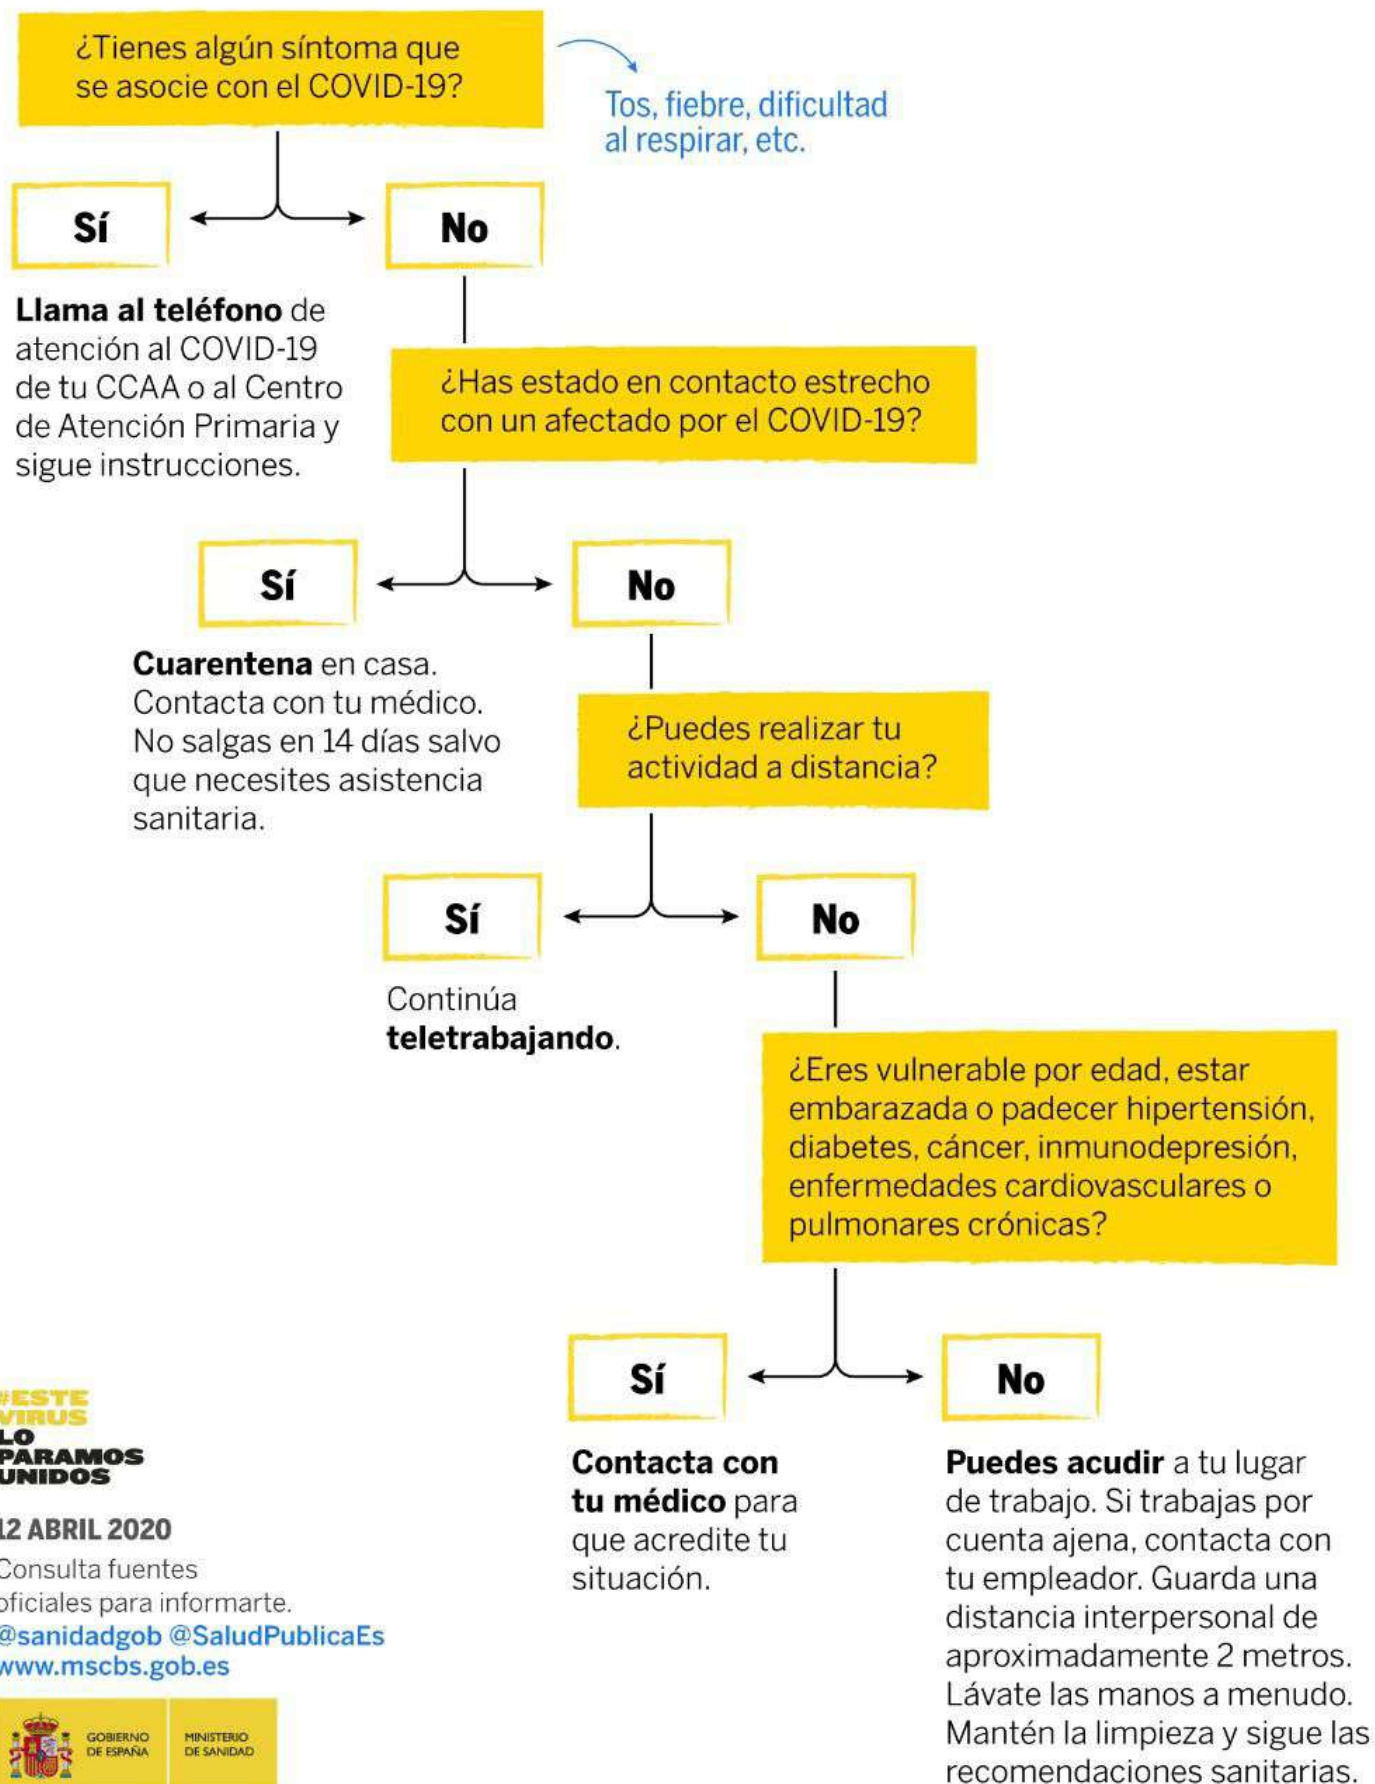 ¿Tienes algún síntoma que
se asocie con el COVID-19?
Tos, fiebre, dificultad
al respirar, etc.
Sí
No
Llama al teléfono de
atención al COVID-19
de tu CCAA o al Centro
de Atención Primaria y
sigue instrucciones.
¿Has estado en contacto estrecho
con un afectado por el COVID-19?
Sí
No
Cuarentena en casa.
Contacta con tu médico.
No salgas en 14 días salvo
que necesites asistencia
sanitaria.
¿Puedes realizar tu
actividad a distancia?
Sí
No
Continúa
teletrabajando.
¿Eres vulnerable por edad, estar
embarazada o padecer hipertensión,
diabetes, cáncer, inmunodepresión,
enfermedades cardiovasculares o
pulmonares crónicas?
Sí
No
Contacta con
tu médico para
que acredite tu
situación.
Puedes acudir a tu lugar
de trabajo. Si trabajas por
cuenta ajena, contacta con
tu empleador. Guarda una
distancia interpersonal de
aproximadamente 2 metros.
Lávate las manos a menudo.
Mantén la limpieza y sigue las
recomendaciones sanitarias.
#ESTE
VIRUS
LO
PARAMOS
UNIDOS
12 ABRIL 2020
Consulta fuentes
oficiales para informarte.
@sanidadgob @SaludPublicaEs
www.mscbs.gob.es
GOBIERNO
DE ESPAÑA
MINISTERIO
DE SANIDAD